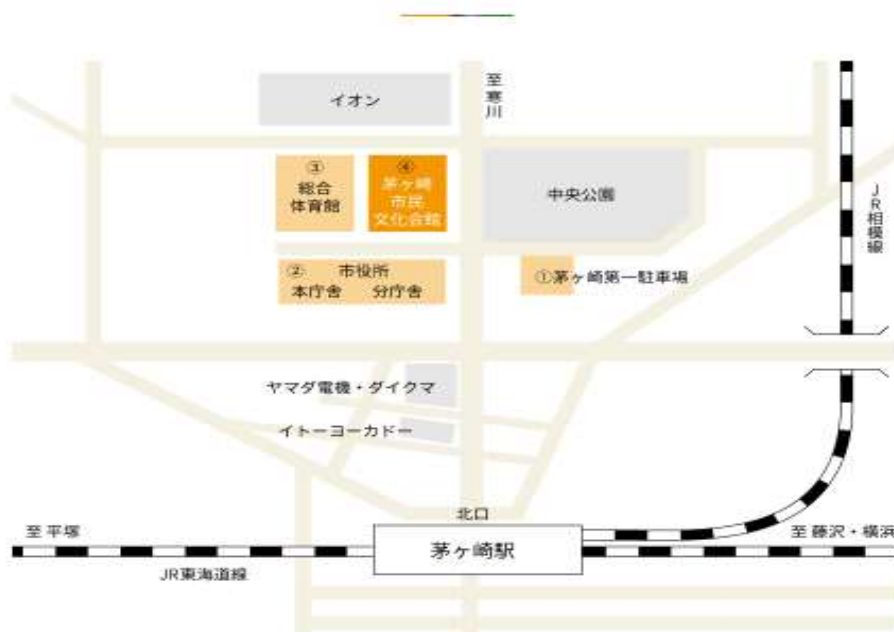 イオン
至寒川
③
総合
体育館
④
茅ヶ崎
市民
文化会館
中央公園
JR相模線
② 市役所
本庁舎 分庁舎
①茅ヶ崎第一駐車場
ヤマダ電機・ダイクマ
イトーヨーカドー
北口
至 平塚
茅ヶ崎駅
至 藤沢・横浜
JR東海道線